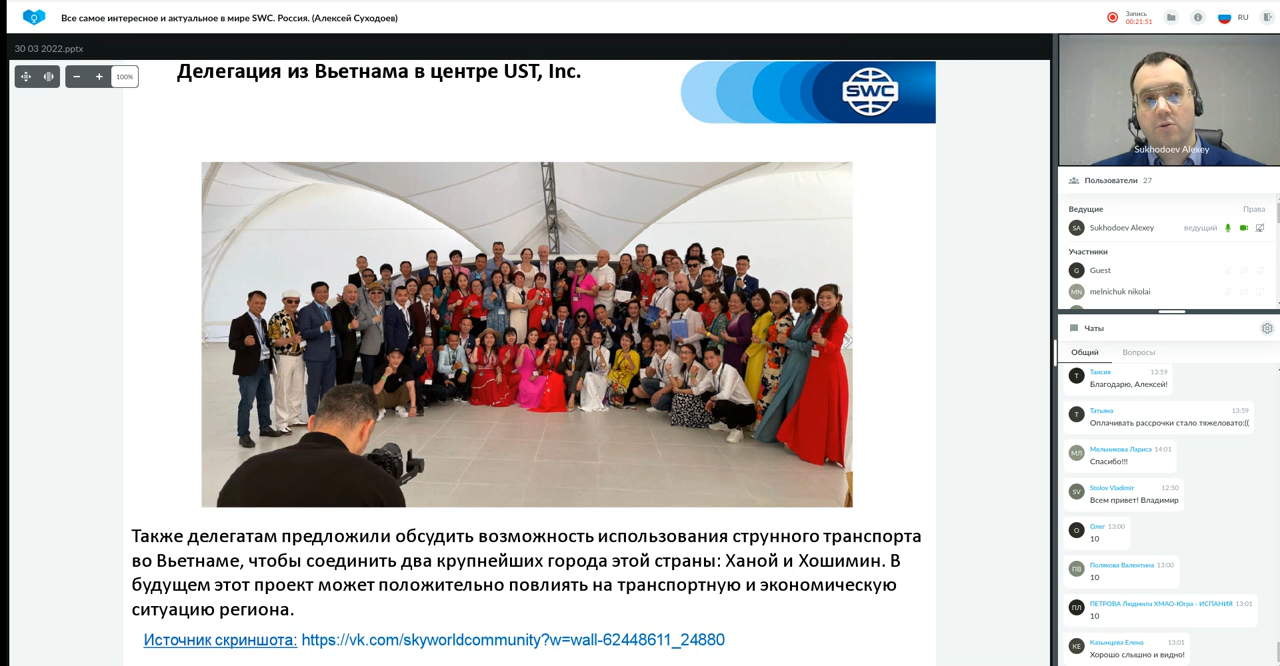 Все самое интересное и актуальное в мире SWC. Россия. (Алексей Суходоев)
Запись
00:21:51
RU
30 03 2022.pptx
100%
Делегация из Вьетнама в центре UST, Inc.
SWC
Также делегатам предложили обсудить возможность использования струнного транспорта
во Вьетнаме, чтобы соединить два крупнейших города этой страны: Ханой и Хошимин. В
будущем этот проект может положительно повлиять на транспортную и экономическую
ситуацию региона.
Источник скриншота: https://vk.com/skyworldcommunity?w=wall-62448611_24880
Sukhodoev Alexey
Пользователи 27
Ведущие Права
SA Sukhodoev Alexey ведущий
Участники
G Guest
MN melnichuk nikolai
Чаты
Общий Вопросы
Т Таисия 13:59
Благодарю, Алексей!
Т Татьяна 13:59
Оплачивать рассрочки стало тяжеловато:((
МЛ Мельникова Лариса 14:01
Спасибо!!!
SV Stolov Vladimir 12:50
Всем привет! Владимир
О Олег 13:00
10
ПВ Полякова Валентина 13:00
10
ПЛ ПЕТРОВА Людмила ХМАО-Югра - ИСПАНИЯ 13:01
10
КЕ Казынцева Елена 13:01
Хорошо слышно и видно!